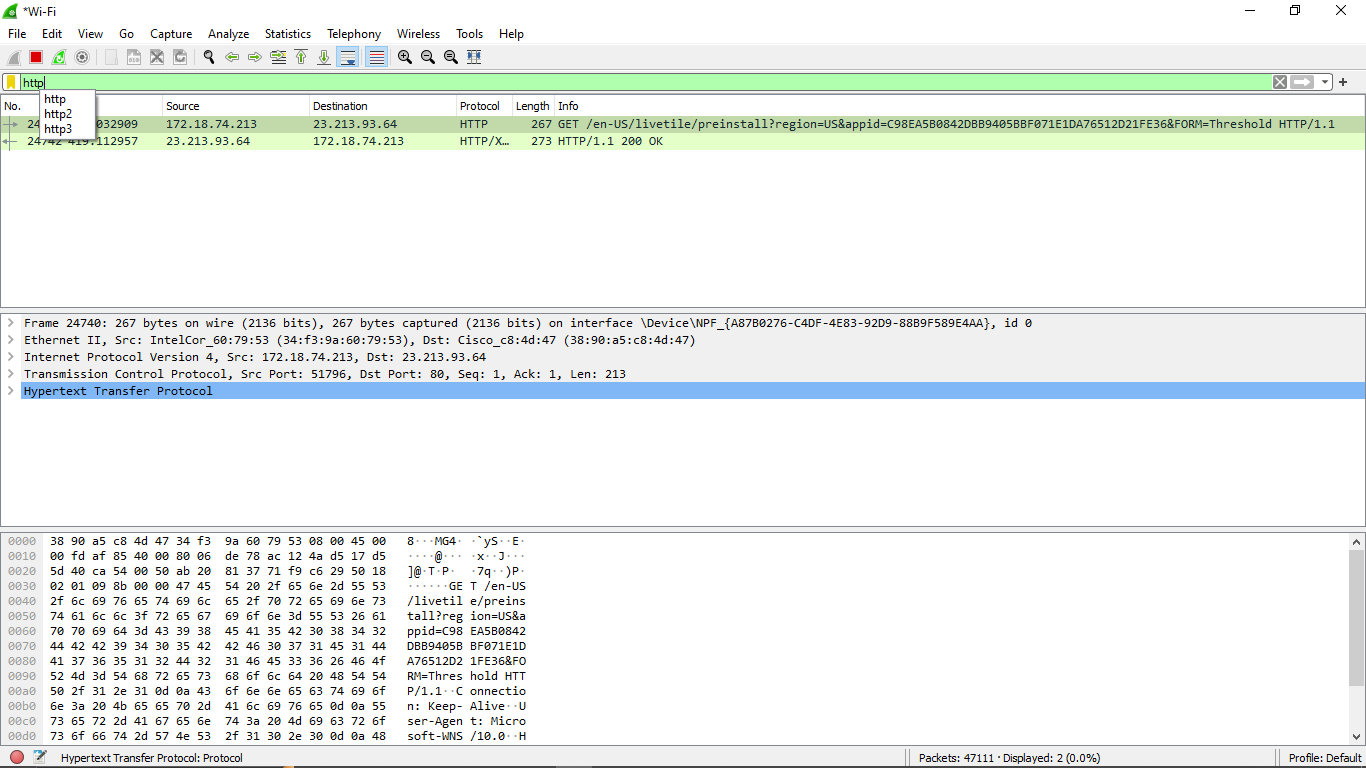 *Wi-Fi
File Edit View Go Capture Analyze Statistics Telephony Wireless Tools Help
http
http
http2
http3
No. Source Destination Protocol Length Info
24 032909 172.18.74.213 23.213.93.64 HTTP 267 GET /en-US/livetile/preinstall?region=US&appid=C98EA5B0842DBB9405BBF071E1DA76512D21FE36&FORM=Threshold HTTP/1.1
24742 419.112957 23.213.93.64 172.18.74.213 HTTP/X… 273 HTTP/1.1 200 OK
Frame 24740: 267 bytes on wire (2136 bits), 267 bytes captured (2136 bits) on interface \Device\NPF_{A87B0276-C4DF-4E83-92D9-88B9F589E4AA}, id 0
Ethernet II, Src: IntelCor_60:79:53 (34:f3:9a:60:79:53), Dst: Cisco_c8:4d:47 (38:90:a5:c8:4d:47)
Internet Protocol Version 4, Src: 172.18.74.213, Dst: 23.213.93.64
Transmission Control Protocol, Src Port: 51796, Dst Port: 80, Seq: 1, Ack: 1, Len: 213
Hypertext Transfer Protocol
0000 38 90 a5 c8 4d 47 34 f3 9a 60 79 53 08 00 45 00 8···MG4· ·`yS··E·
0010 00 fd af 85 40 00 80 06 de 78 ac 12 4a d5 17 d5 ····@··· ·x··J···
0020 5d 40 ca 54 00 50 ab 20 81 37 71 f9 c6 29 50 18 ]@·T·P· ·7q··)P·
0030 02 01 09 8b 00 00 47 45 54 20 2f 65 6e 2d 55 53 ······GE T /en-US
0040 2f 6c 69 76 65 74 69 6c 65 2f 70 72 65 69 6e 73 /livetil e/preins
0050 74 61 6c 6c 3f 72 65 67 69 6f 6e 3d 55 53 26 61 tall?reg ion=US&a
0060 70 70 69 64 3d 43 39 38 45 41 35 42 30 38 34 32 ppid=C98 EA5B0842
0070 44 42 42 39 34 30 35 42 42 46 30 37 31 45 31 44 DBB9405B BF071E1D
0080 41 37 36 35 31 32 44 32 31 46 45 33 36 26 46 4f A76512D2 1FE36&FO
0090 52 4d 3d 54 68 72 65 73 68 6f 6c 64 20 48 54 54 RM=Thres hold HTT
00a0 50 2f 31 2e 31 0d 0a 43 6f 6e 6e 65 63 74 69 6f P/1.1··C onnectio
00b0 6e 3a 20 4b 65 65 70 2d 41 6c 69 76 65 0d 0a 55 n: Keep- Alive··U
00c0 73 65 72 2d 41 67 65 6e 74 3a 20 4d 69 63 72 6f ser-Agen t: Micro
00d0 73 6f 66 74 2d 57 4e 53 2f 31 30 2e 30 0d 0a 48 soft-WNS /10.0··H
Hypertext Transfer Protocol: Protocol Packets: 47111 · Displayed: 2 (0.0%) Profile: Default